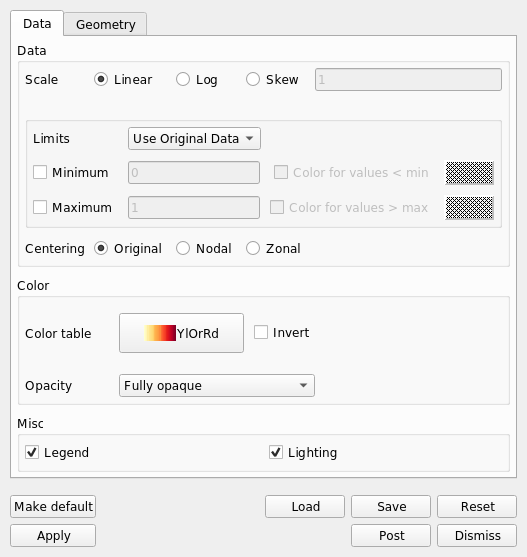 Data Geometry
Data
Scale Linear Log Skew 1
Limits Use Original Data
Minimum 0 Color for values < min
Maximum 1 Color for values > max
Centering Original Nodal Zonal
Color
Color table YlOrRd Invert
Opacity Fully opaque
Misc
Legend Lighting
Make default Load Save Reset
Apply Post Dismiss